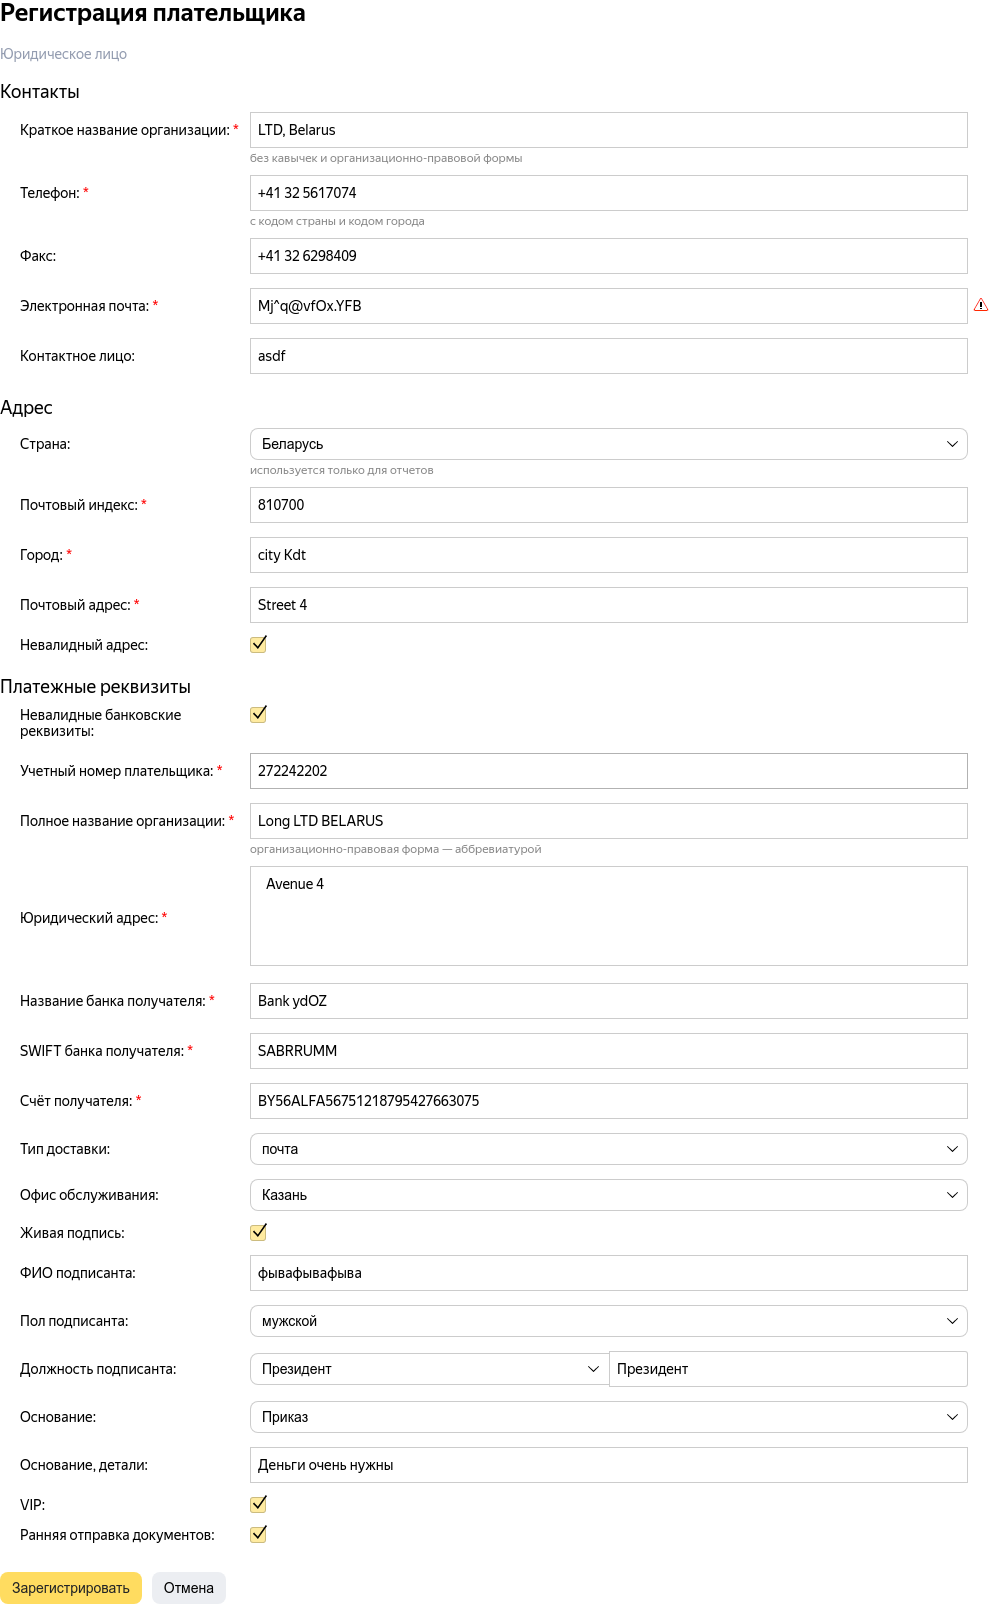 Регистрация плательщика
Юридическое лицо
Контакты
Краткое название организации: * LTD, Belarus
без кавычек и организационно-правовой формы
Телефон: * +41 32 5617074
с кодом страны и кодом города
Факс: +41 32 6298409
Электронная почта: * Mj^q@vfOx.YFB
Контактное лицо: asdf
Адрес
Страна: Беларусь
используется только для отчетов
Почтовый индекс: * 810700
Город: * city Kdt
Почтовый адрес: * Street 4
Невалидный адрес:
Платежные реквизиты
Невалидные банковские
реквизиты:
Учетный номер плательщика: * 272242202
Полное название организации: * Long LTD BELARUS
организационно-правовая форма — аббревиатурой
Avenue 4
Юридический адрес: *
Название банка получателя: * Bank ydOZ
SWIFT банка получателя: * SABRRUMM
Счёт получателя: * BY56ALFA56751218795427663075
Тип доставки: почта
Офис обслуживания: Казань
Живая подпись:
ФИО подписанта: фывафывафыва
Пол подписанта: мужской
Должность подписанта: Президент Президент
Основание: Приказ
Основание, детали: Деньги очень нужны
VIP:
Ранняя отправка документов:
Зарегистрировать Отмена